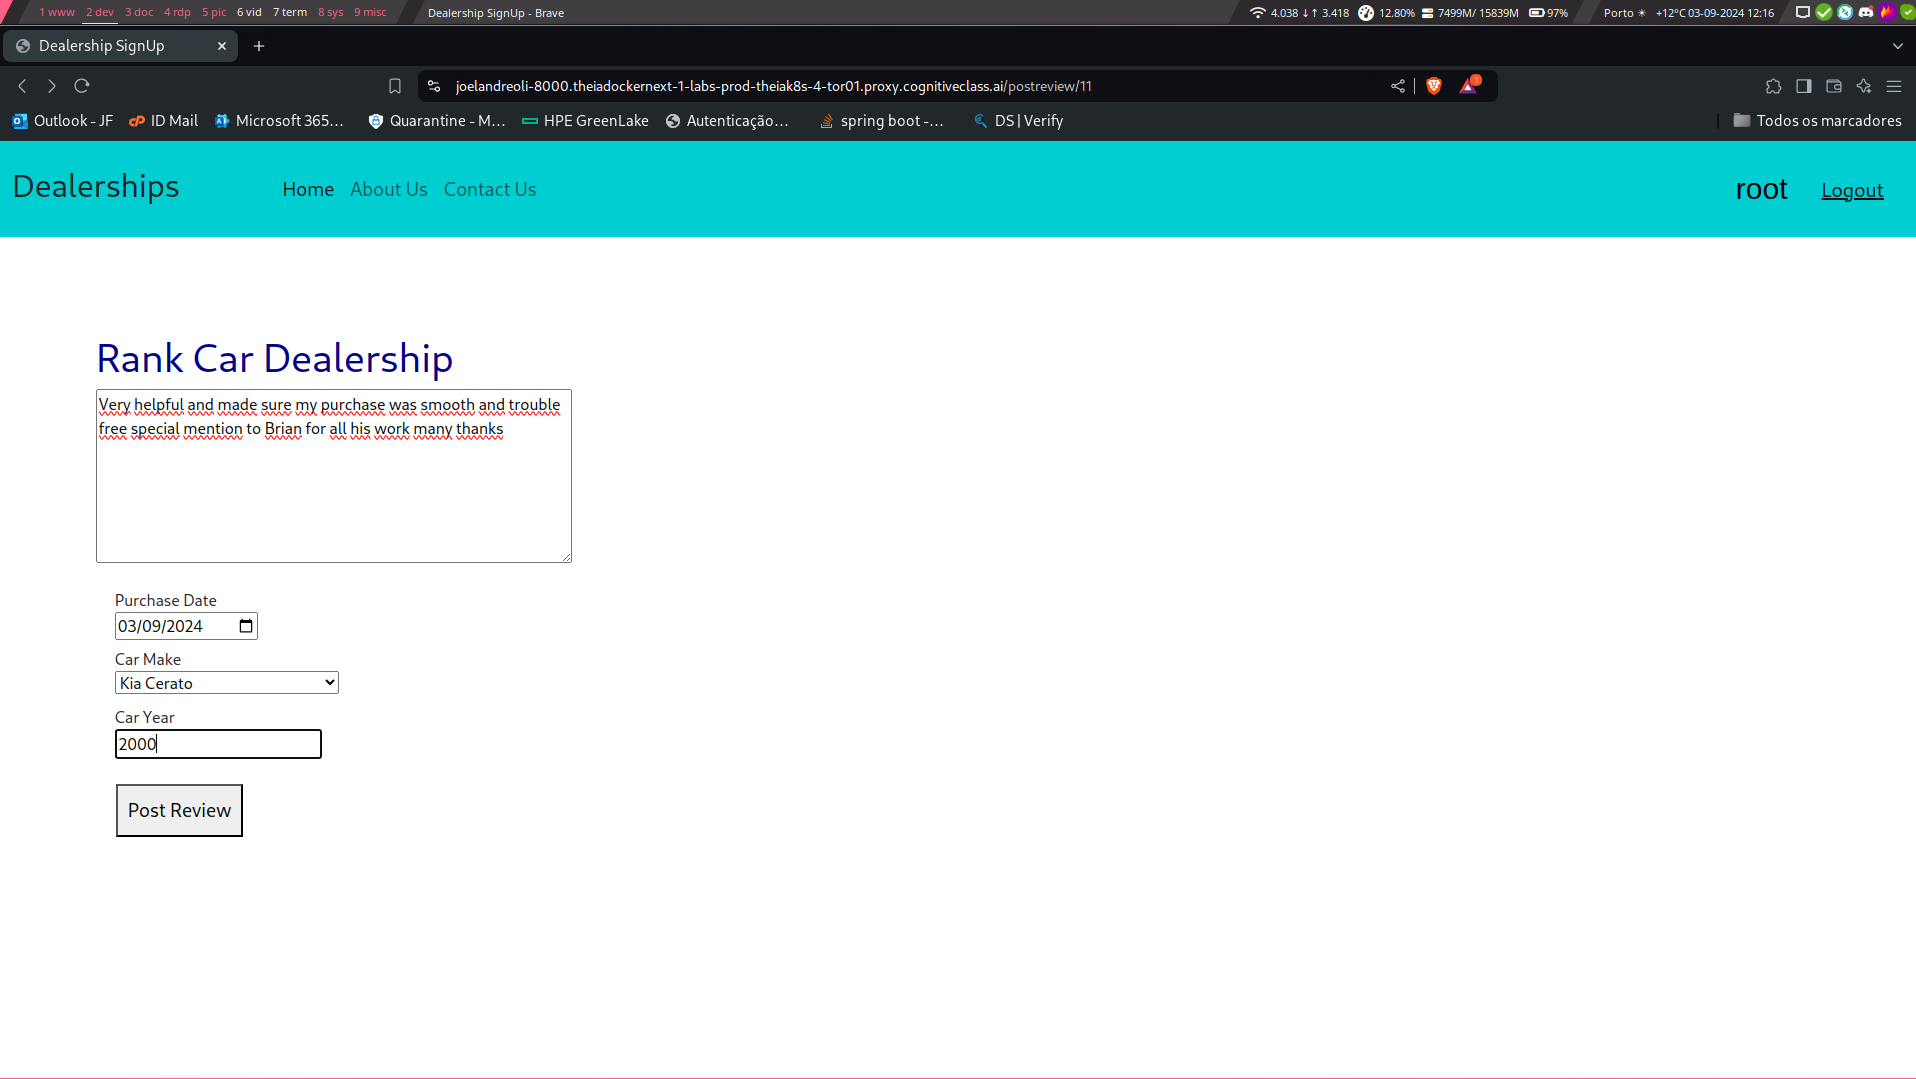 1 www 2 dev 3 doc 4 rdp 5 pic 6 vid 7 term 8 sys 9 misc Dealership SignUp - Brave 4.038 ↓↑ 3.418 12.80% 7499M/ 15839M 97% Porto ☀ +12°C 03-09-2024 12:16
Dealership SignUp
joelandreoli-8000.theiadockernext-1-labs-prod-theiak8s-4-tor01.proxy.cognitiveclass.ai/postreview/11 1
Outlook - JF ID Mail Microsoft 365… Quarantine - M… HPE GreenLake Autenticação… spring boot -… DS | Verify Todos os marcadores
Dealerships Home About Us Contact Us root Logout
Rank Car Dealership
Very helpful and made sure my purchase was smooth and trouble
free special mention to Brian for all his work many thanks
Purchase Date
03/09/2024
Car Make
Kia Cerato
Car Year
2000
Post Review